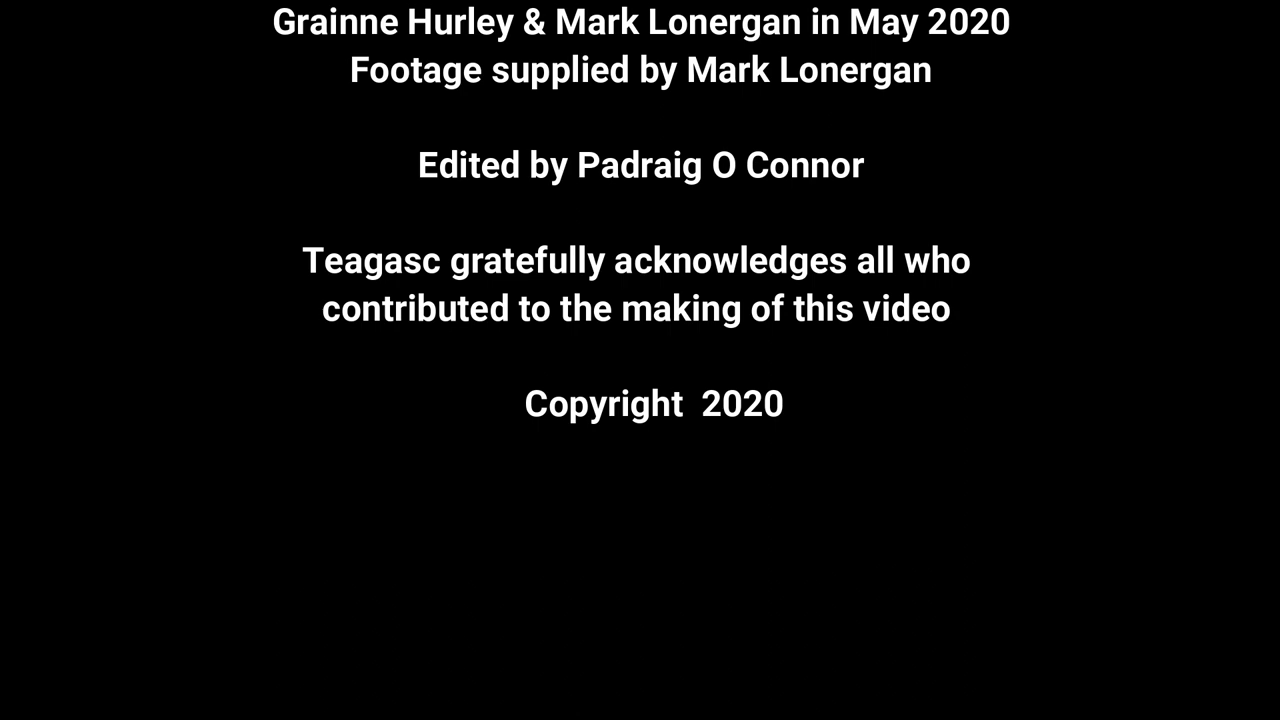 Grainne Hurley & Mark Lonergan in May 2020
Footage supplied by Mark Lonergan
Edited by Padraig O Connor
Teagasc gratefully acknowledges all who
contributed to the making of this video
Copyright  2020